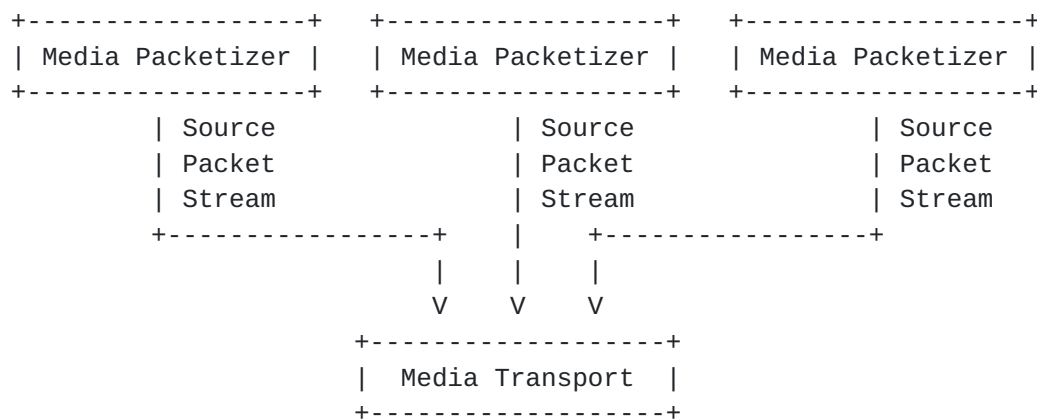 +------------------+   +-------------------+   +------------------+
| Media Packetizer |   | Media Packetizer  |   | Media Packetizer |
+------------------+   +-------------------+   +------------------+
         | Source               | Source               | Source
         | Packet               | Packet               | Packet
         | Stream               | Stream               | Stream
         +-----------------+    |    +-----------------+
                           |    |    |
                           V    V    V
                      +-------------------+
                      |  Media Transport  |
                      +-------------------+